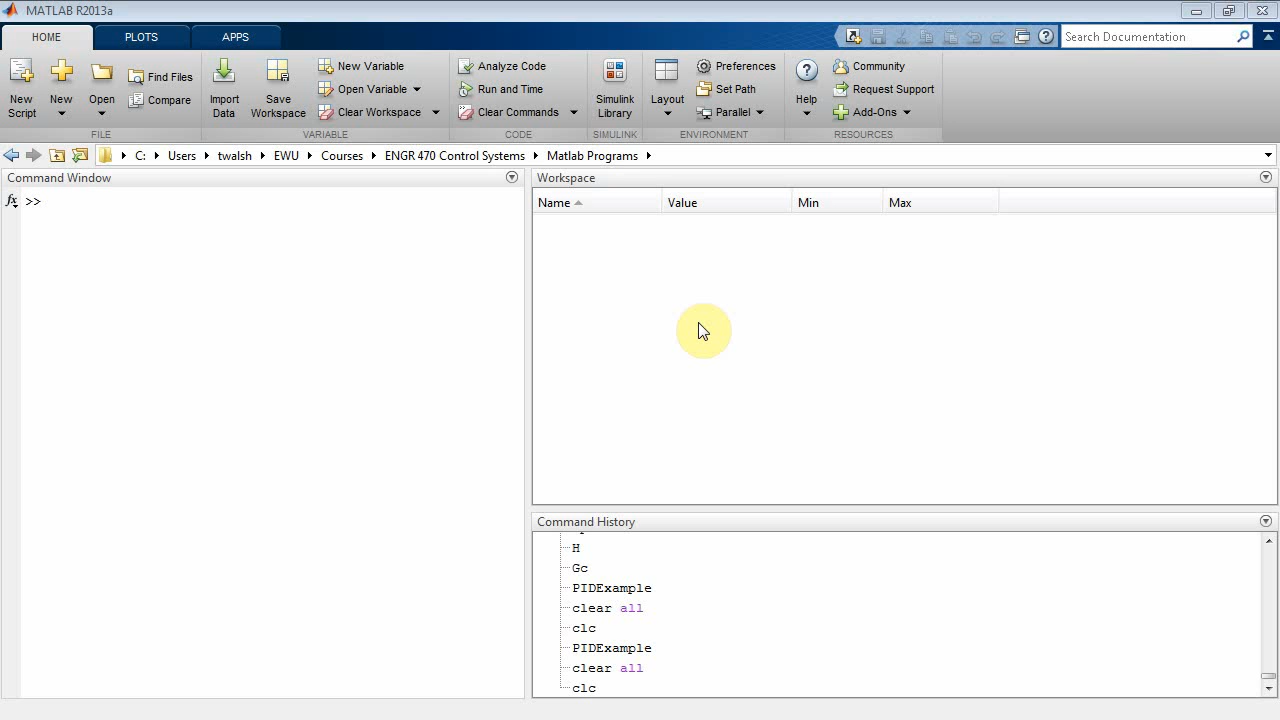 MATLAB R2013a
HOME PLOTS APPS Search Documentation
New Script New Open Find Files Compare Import Data Save Workspace New Variable Open Variable Clear Workspace Analyze Code Run and Time Clear Commands Simulink Library Layout Preferences Set Path Parallel Help Community Request Support Add-Ons
FILE VARIABLE CODE SIMULINK ENVIRONMENT RESOURCES
C: Users twalsh EWU Courses ENGR 470 Control Systems Matlab Programs
Command Window
fx >>
Workspace
Name Value Min Max
Command History
H
Gc
PIDExample
clear all
clc
PIDExample
clear all
clc